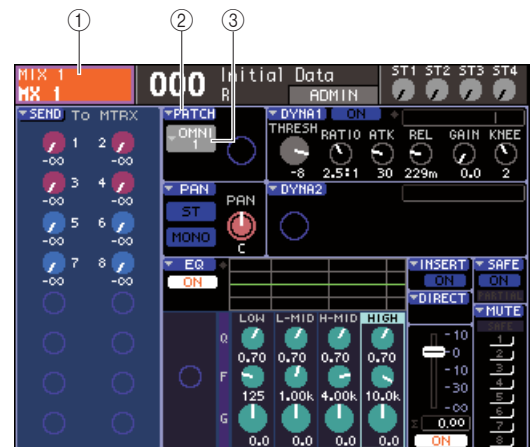 ① ② ③
MIX 1
MX 1
000 Initial Data
R ADMIN
ST1 ST2 ST3 ST4
SEND TO MTRX
1 2
-∞ -∞
3 4
-∞ -∞
5 6
-∞ -∞
7 8
-∞ -∞
PATCH
OMNI
1
PAN
ST
MONO
PAN
C
DYNA1 ON
THRESH RATIO ATK REL GAIN KNEE
-8 2.5:1 30 229m 0.0 2
DYNA2
EQ
ON
LOW L-MID H-MID HIGH
Q
0.70 0.70 0.70 0.70
F
125 1.00k 4.00k 10.0k
G
0.0 0.0 0.0 0.0
INSERT
ON
DIRECT
10
0
-10
-30
-∞
Σ 0.00
ON
SAFE
ON
PARTIAL
MUTE
SAFE
1
2
3
4
5
6
7
8